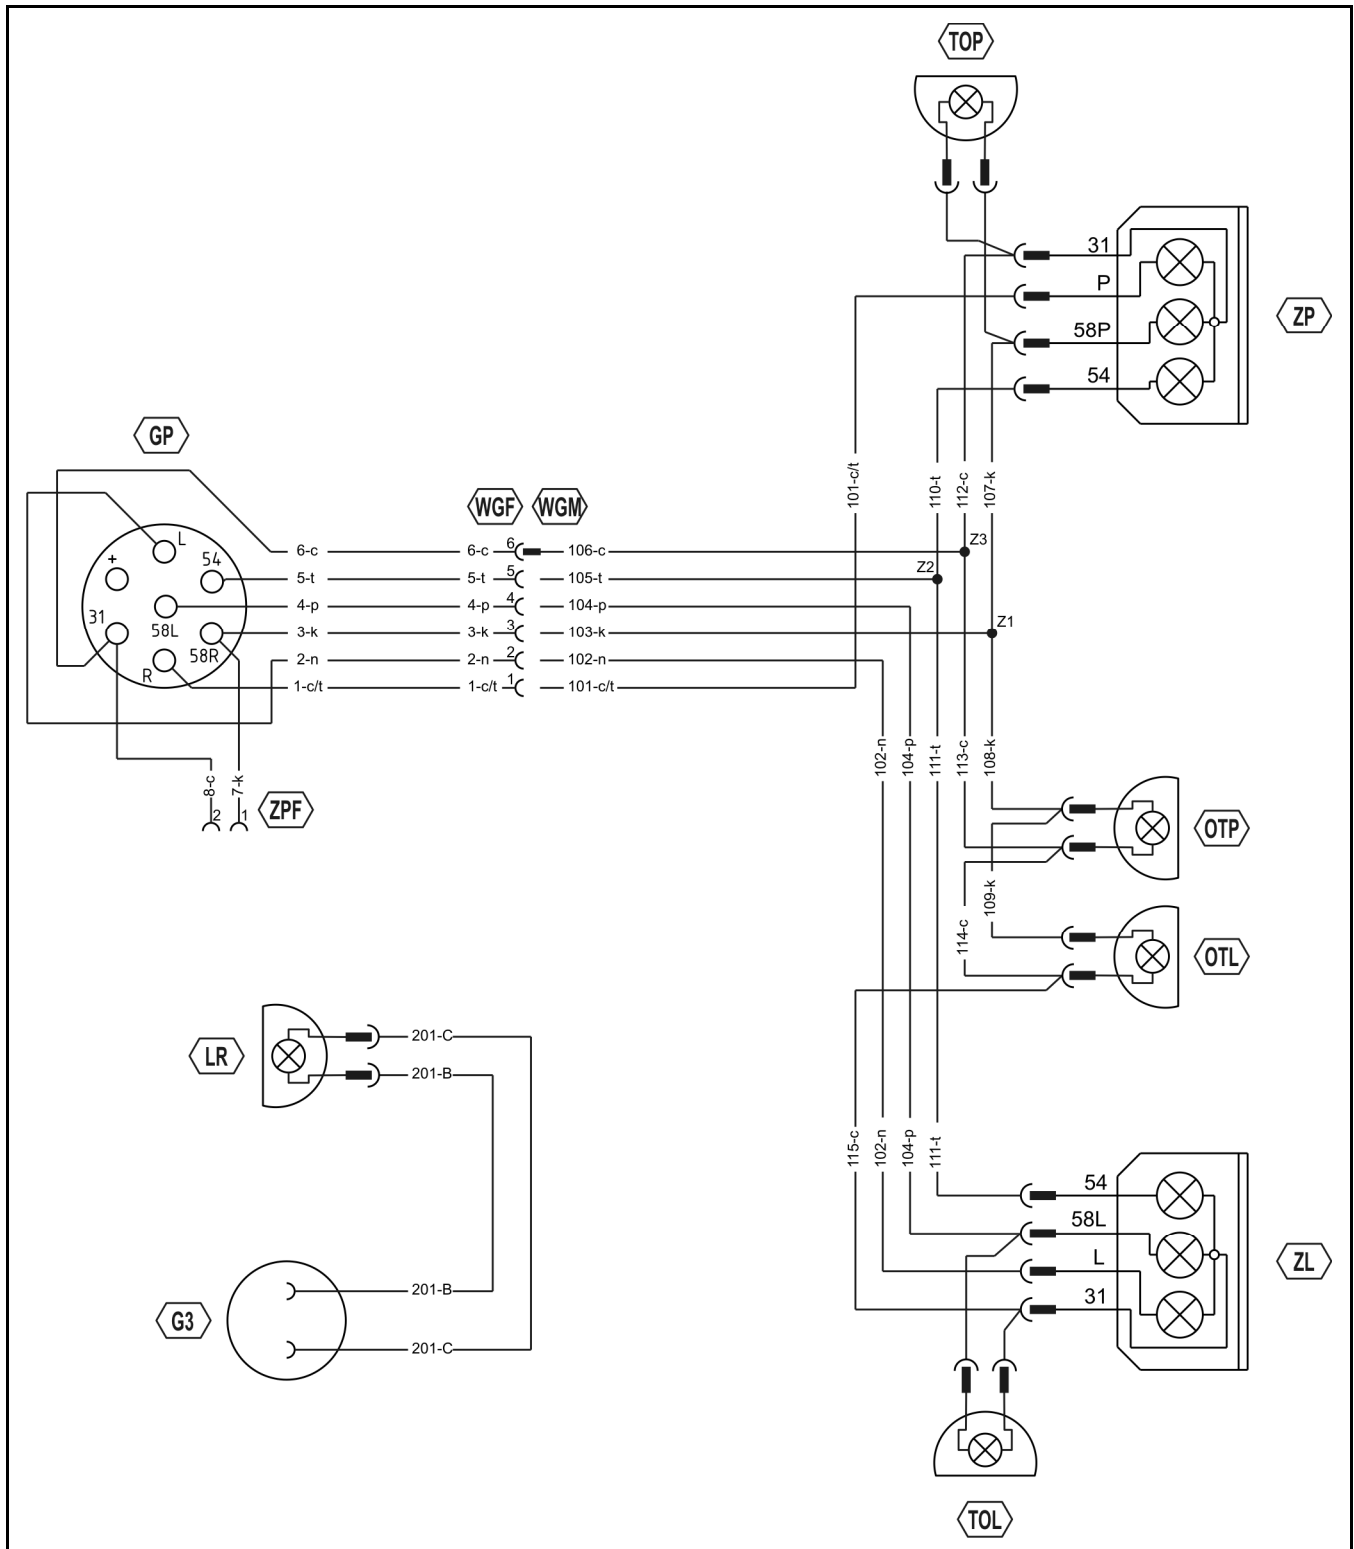 TOP
31
P
58P
54
ZP
GP
WGF
WGM
101-c/t
110-t
112-c
107-k
L
+
54
31
58L
58R
R
6-c
6-c
6
106-c
Z3
5-t
5-t
5
105-t
Z2
4-p
4-p
4
104-p
3-k
3-k
3
103-k
Z1
2-n
2-n
2
102-n
1-c/t
1-c/t
1
101-c/t
8-c
7-k
2
1
ZPF
102-n
104-p
111-t
113-c
108-k
OTP
109-k
114-c
OTL
LR
201-C
201-B
115-c
102-n
104-p
111-t
54
58L
L
31
ZL
G3
201-B
201-C
TOL